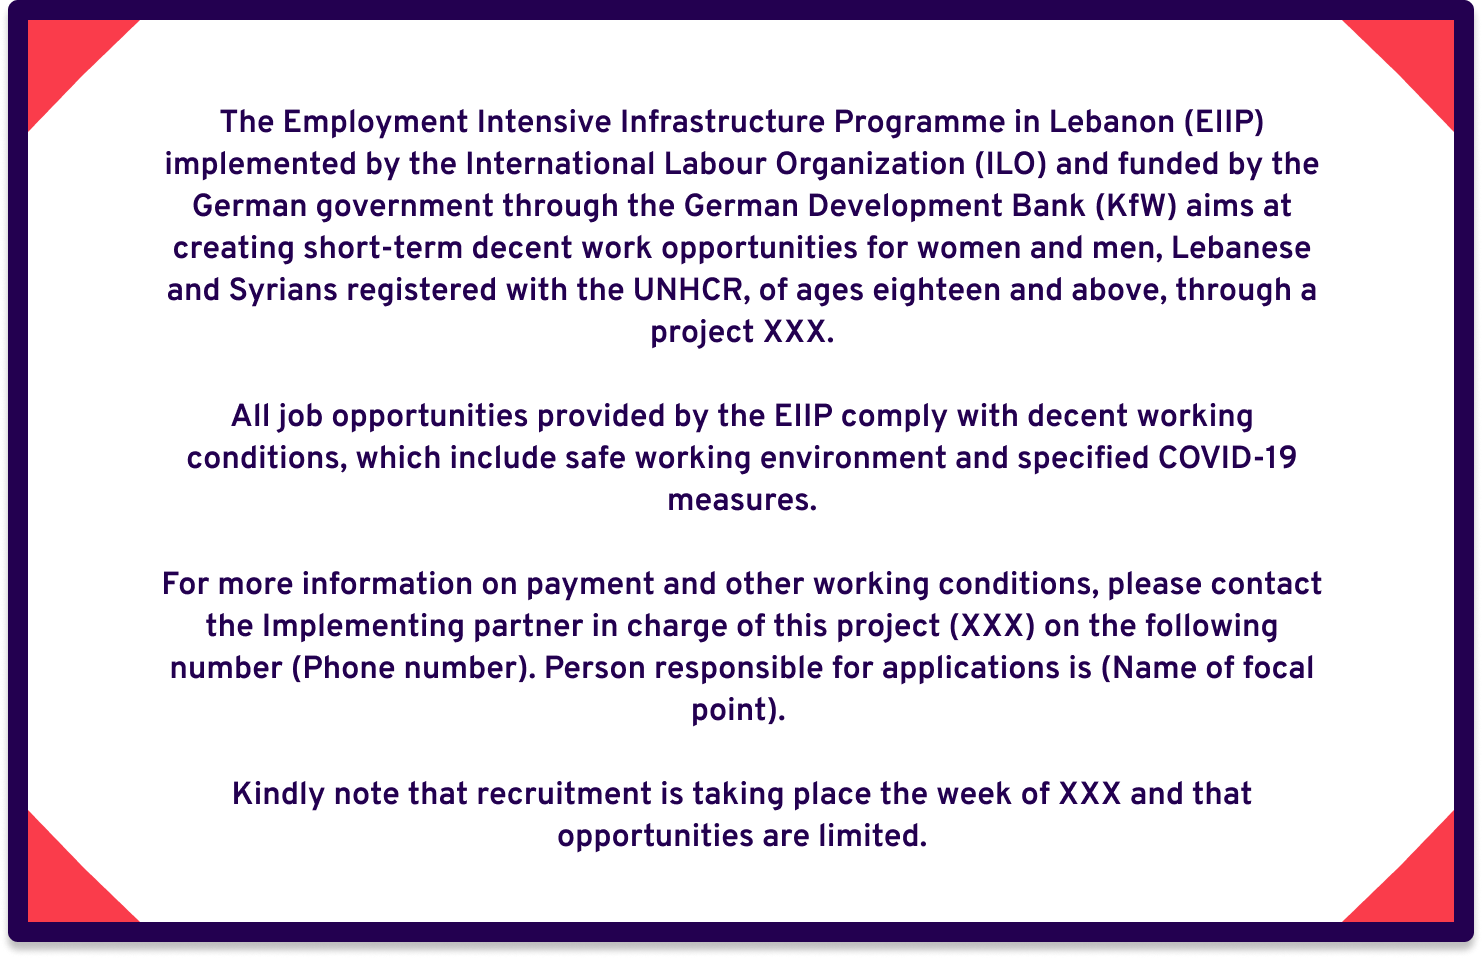 The Employment Intensive Infrastructure Programme in Lebanon (EIIP)
implemented by the International Labour Organization (ILO) and funded by the
German government through the German Development Bank (KfW) aims at
creating short-term decent work opportunities for women and men, Lebanese
and Syrians registered with the UNHCR, of ages eighteen and above, through a
project XXX.
All job opportunities provided by the EIIP comply with decent working
conditions, which include safe working environment and specified COVID-19
measures.
For more information on payment and other working conditions, please contact
the Implementing partner in charge of this project (XXX) on the following
number (Phone number). Person responsible for applications is (Name of focal
point).
Kindly note that recruitment is taking place the week of XXX and that
opportunities are limited.